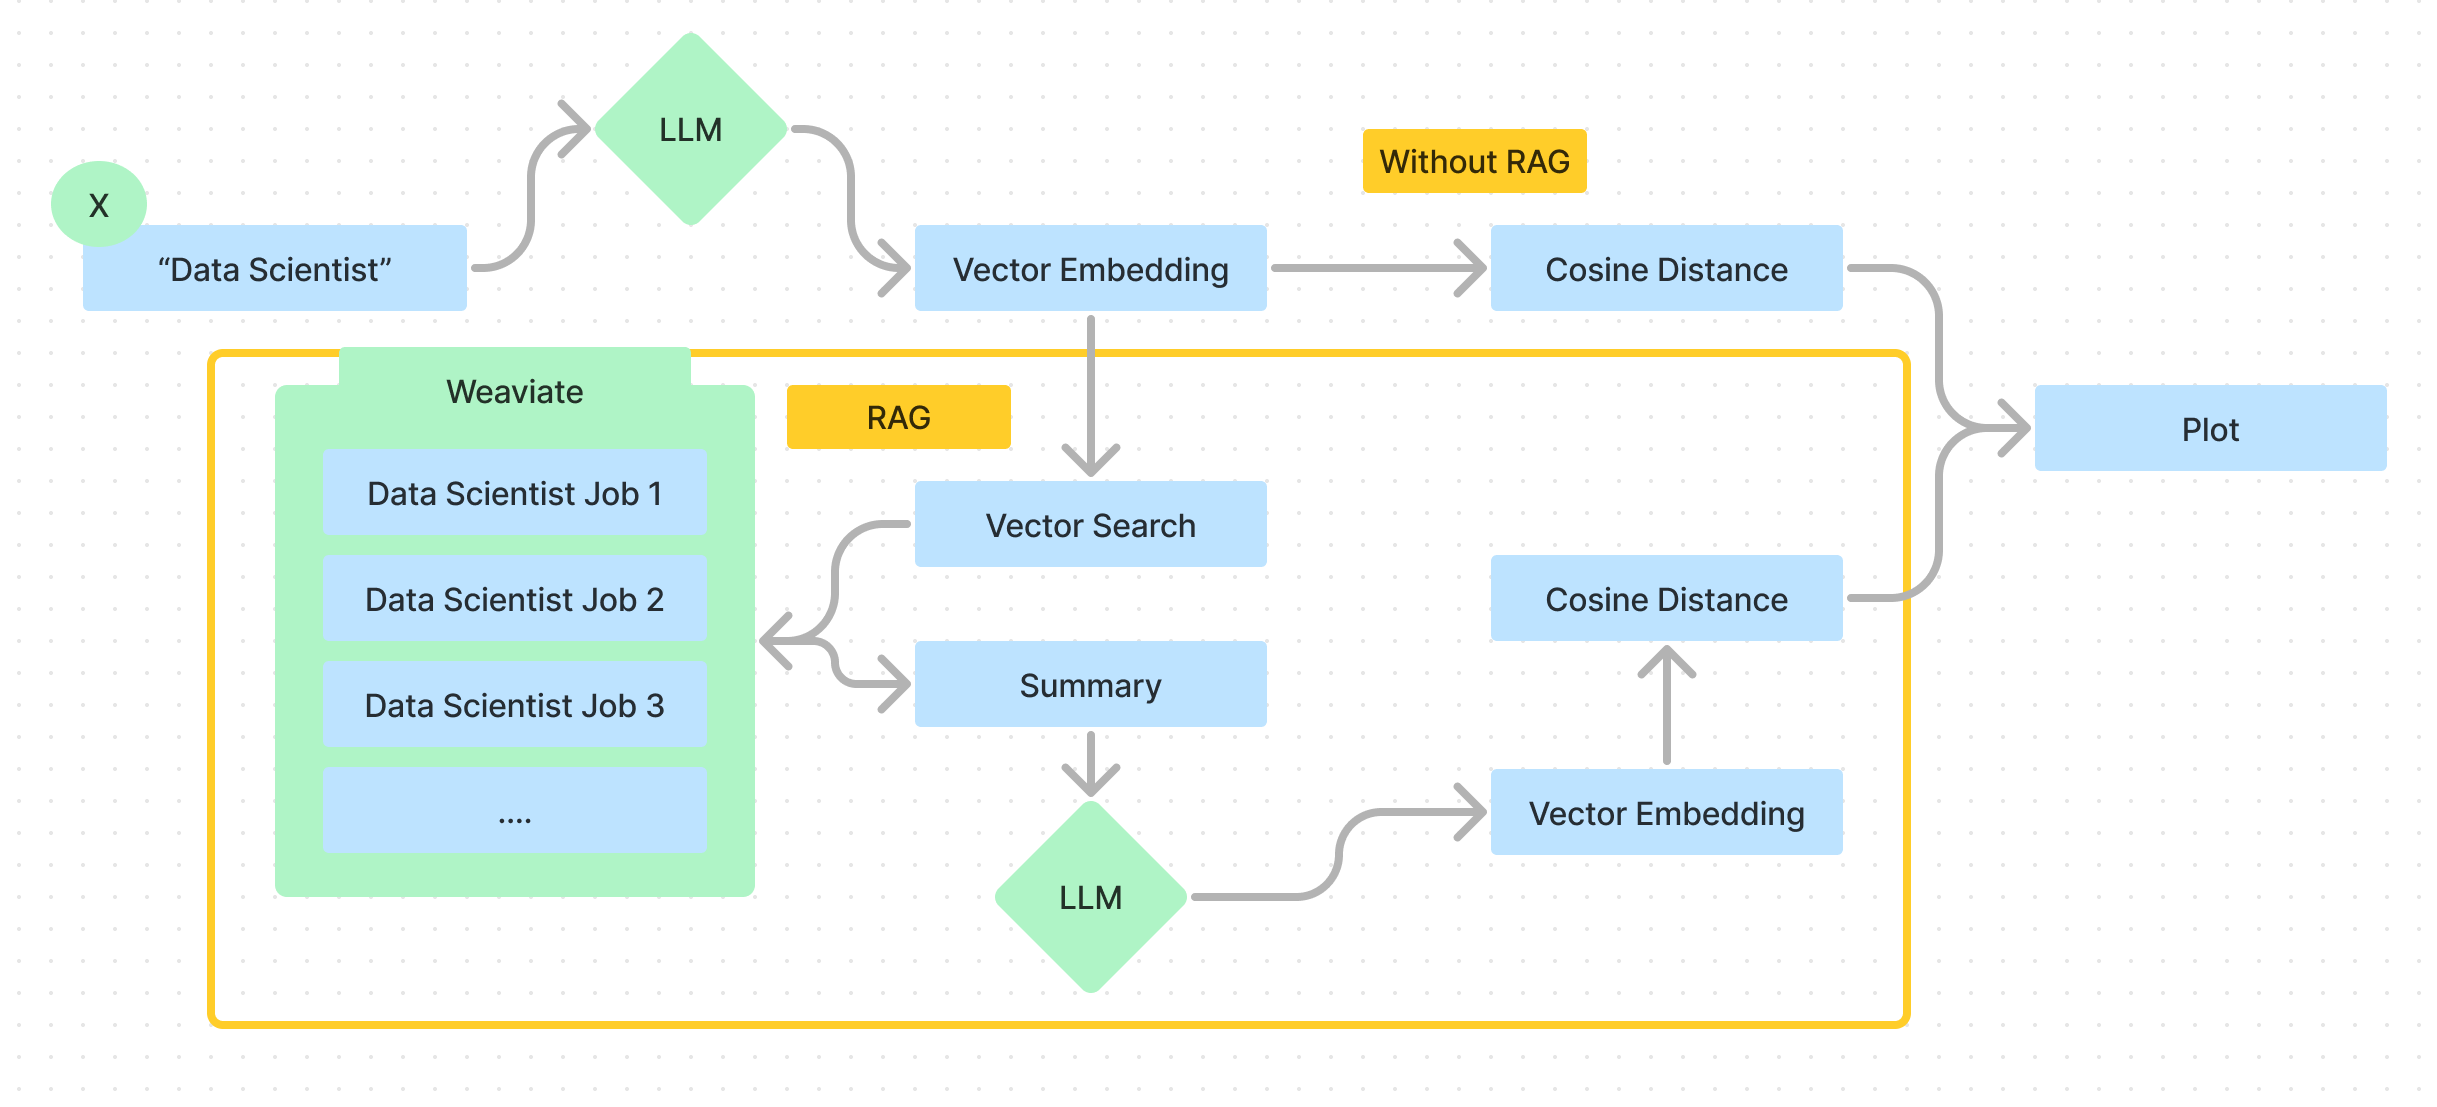 LLM
Without RAG
X
“Data Scientist”
Vector Embedding
Cosine Distance
Weaviate
RAG
Plot
Data Scientist Job 1
Vector Search
Data Scientist Job 2
Cosine Distance
Data Scientist Job 3
Summary
....
Vector Embedding
LLM